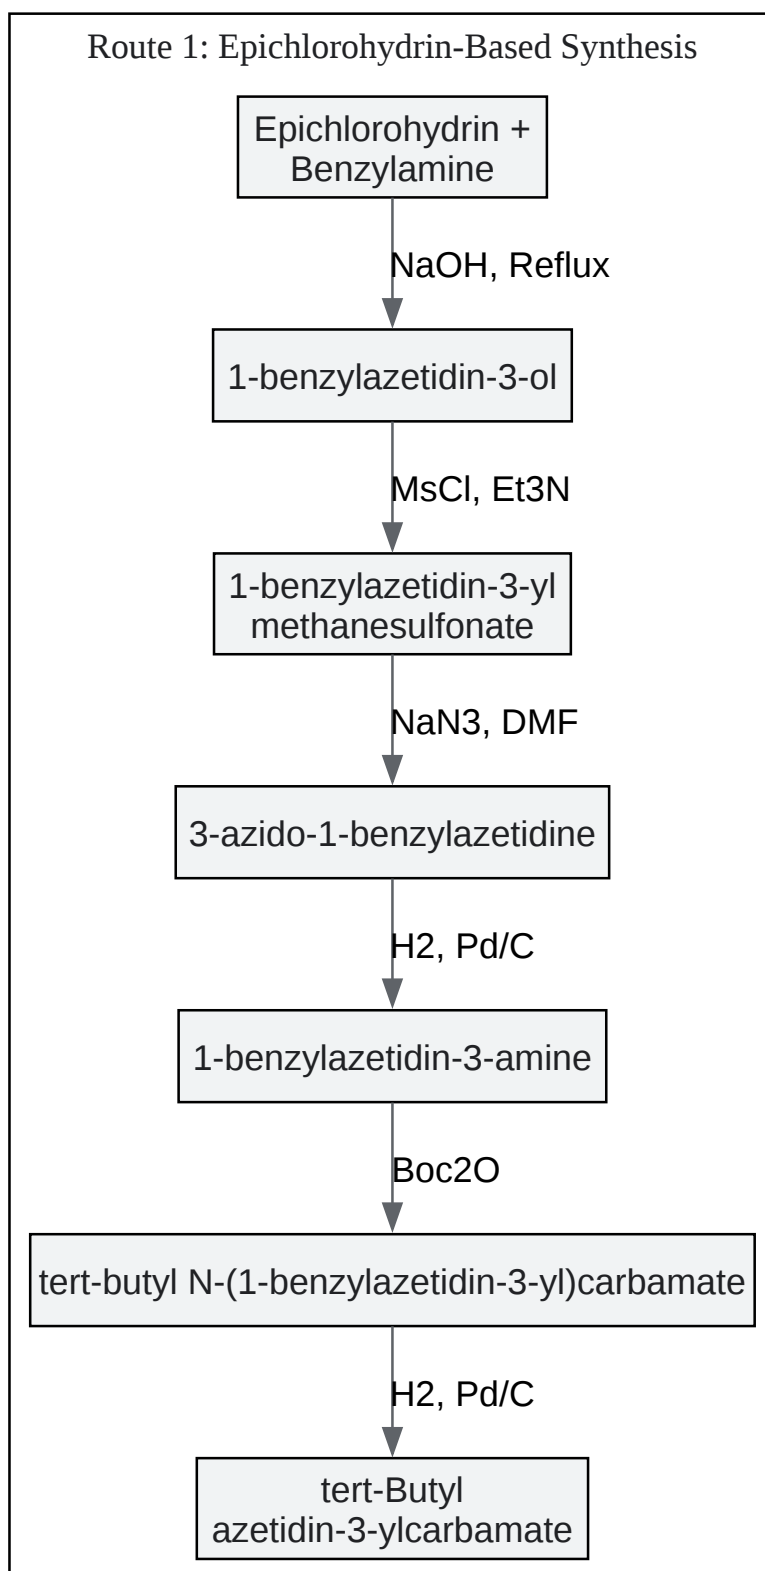 Route 1: Epichlorohydrin-Based Synthesis
Epichlorohydrin +
Benzylamine
NaOH, Reflux
1-benzylazetidin-3-ol
MsCl, Et3N
1-benzylazetidin-3-yl
methanesulfonate
NaN3, DMF
3-azido-1-benzylazetidine
H2, Pd/C
1-benzylazetidin-3-amine
Boc2O
tert-butyl N-(1-benzylazetidin-3-yl)carbamate
H2, Pd/C
tert-Butyl
azetidin-3-ylcarbamate